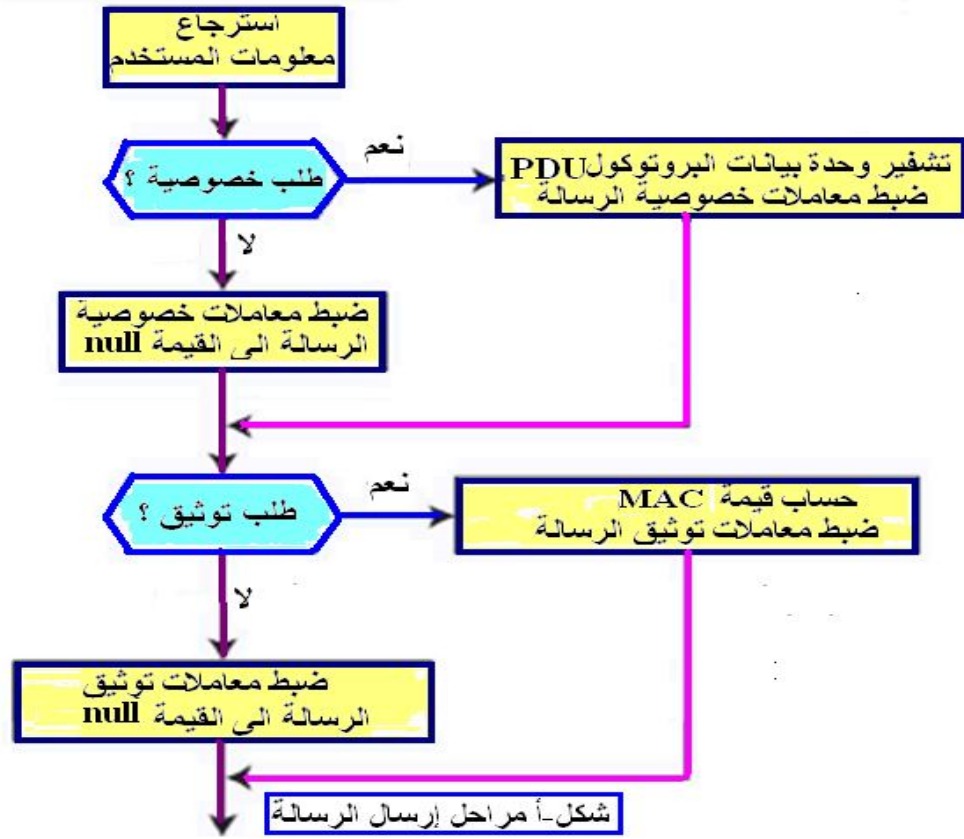 استرجاع
معلومات المستخدم
طلب خصوصية ؟
نعم
تشفير وحدة بيانات البروتوكول PDU
ضبط معاملات خصوصية الرسالة
لا
ضبط معاملات خصوصية
الرسالة الى القيمة null
طلب توثيق ؟
نعم
حساب قيمة MAC
ضبط معاملات توثيق الرسالة
لا
ضبط معاملات توثيق
الرسالة الى القيمة null
شكل-أ مراحل إرسال الرسالة